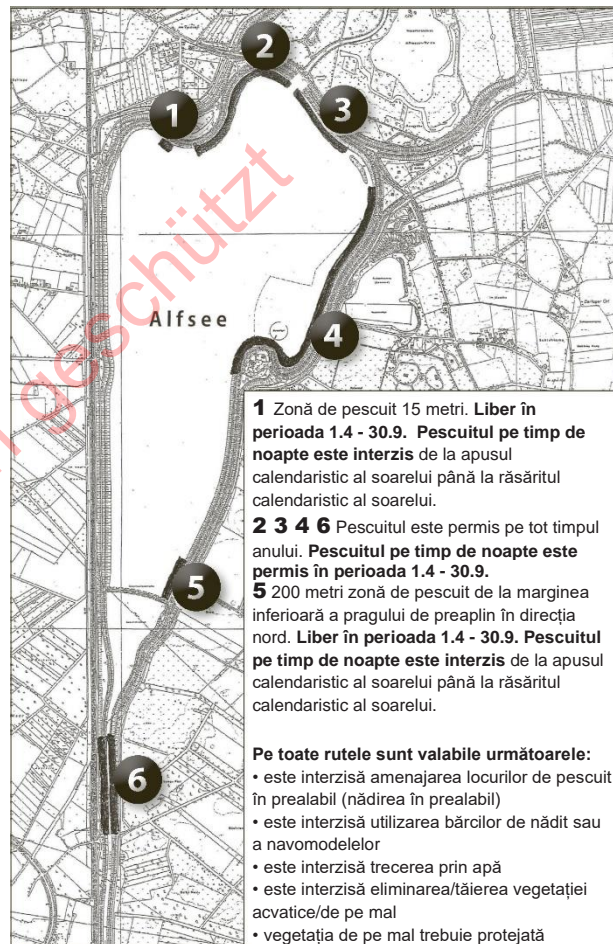 2
1
3
geschützt
Alfsee
4
1 Zonă de pescuit 15 metri. Liber în
perioada 1.4 - 30.9. Pescuitul pe timp de
noapte este interzis de la apusul
calendaristic al soarelui până la răsăritul
calendaristic al soarelui.
2 3 4 6 Pescuitul este permis pe tot timpul
anului. Pescuitul pe timp de noapte este
permis în perioada 1.4 - 30.9.
5 200 metri zonă de pescuit de la marginea
inferioară a pragului de preaplin în direcția
nord. Liber în perioada 1.4 - 30.9. Pescuitul
pe timp de noapte este interzis de la apusul
calendaristic al soarelui până la răsăritul
calendaristic al soarelui.
5
6
Pe toate rutele sunt valabile următoarele:
• este interzisă amenajarea locurilor de pescuit
în prealabil (nădirea în prealabil)
• este interzisă utilizarea bărcilor de nădit sau
a navomodelelor
• este interzisă trecerea prin apă
• este interzisă eliminarea/tăierea vegetației
acvatice/de pe mal
• vegetația de pe mal trebuie protejată